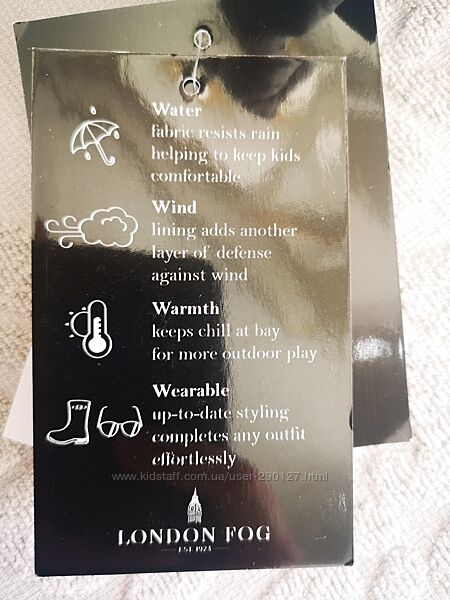 Water
fabric resists rain
helping to keep kids
comfortable
Wind
lining adds another
layer of defense
against wind
Warmth
keeps chill at bay
for more outdoor play
Wearable
up-to-date styling
completes any outfit
effortlessly
www.kidstaff.com.ua/user-290127.html
LONDON FOG
EST 1923